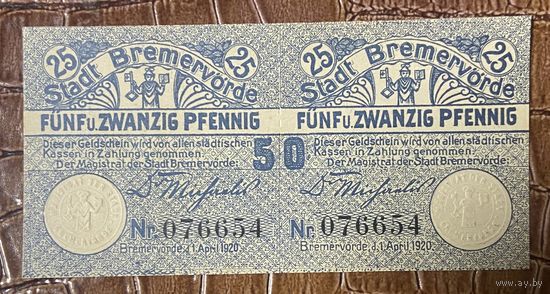 25 25
Stadt Bremervörde
FÜNF u. ZWANZIG PFENNIG
Dieser Geldschein wird von allen städtischen
Kassen in Zahlung genommen.
Der Magistrat der Stadt Bremervörde:
Nr. 076654
Bremervörde, d. 1. April 1920.
50
25 25
Stadt Bremervörde
FÜNF u. ZWANZIG PFENNIG
Dieser Geldschein wird von allen städtischen
Kassen in Zahlung genommen.
Der Magistrat der Stadt Bremervörde:
Nr. 076654
Bremervörde, d. 1. April 1920.
© www.ay.by